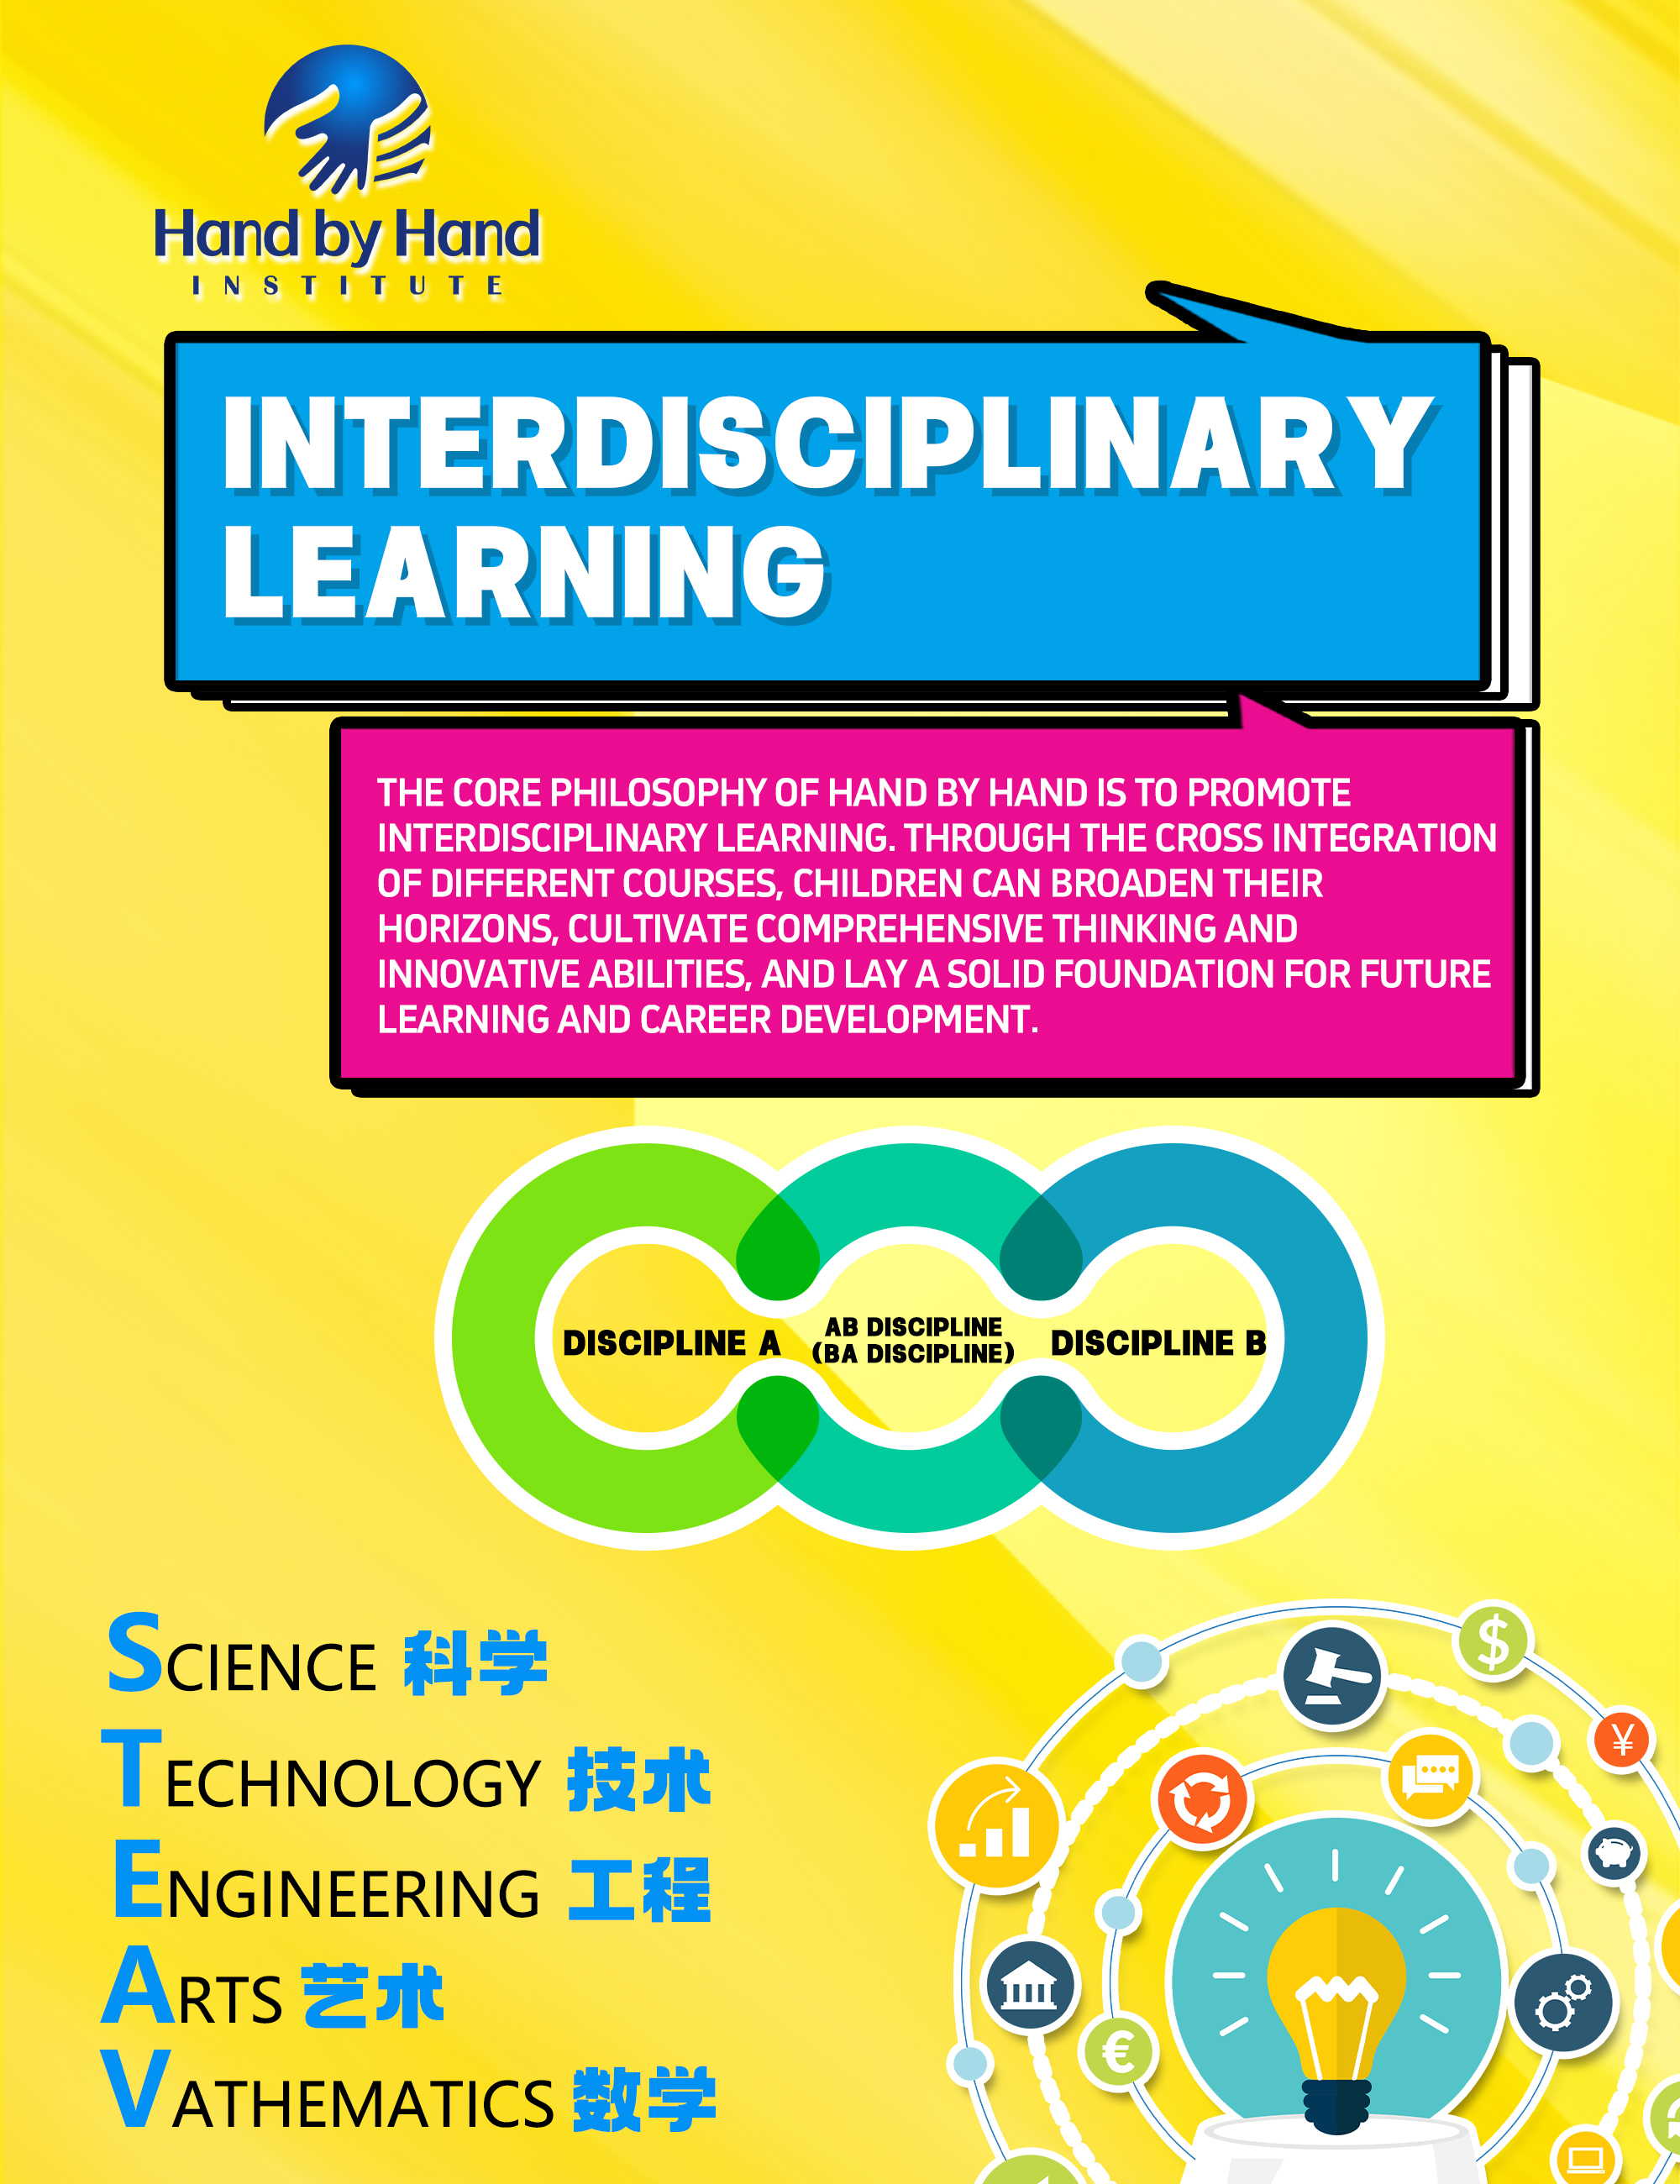 Hand by Hand
INSTITUTE
INTERDISCIPLINARY
LEARNING
THE CORE PHILOSOPHY OF HAND BY HAND IS TO PROMOTE
INTERDISCIPLINARY LEARNING. THROUGH THE CROSS INTEGRATION
OF DIFFERENT COURSES, CHILDREN CAN BROADEN THEIR
HORIZONS, CULTIVATE COMPREHENSIVE THINKING AND
INNOVATIVE ABILITIES, AND LAY A SOLID FOUNDATION FOR FUTURE
LEARNING AND CAREER DEVELOPMENT.
DISCIPLINE A
AB DISCIPLINE
(BA DISCIPLINE)
DISCIPLINE B
SCIENCE 科学
TECHNOLOGY 技术
ENGINEERING 工程
ARTS 艺术
VATHEMATICS 数学
$
¥
€